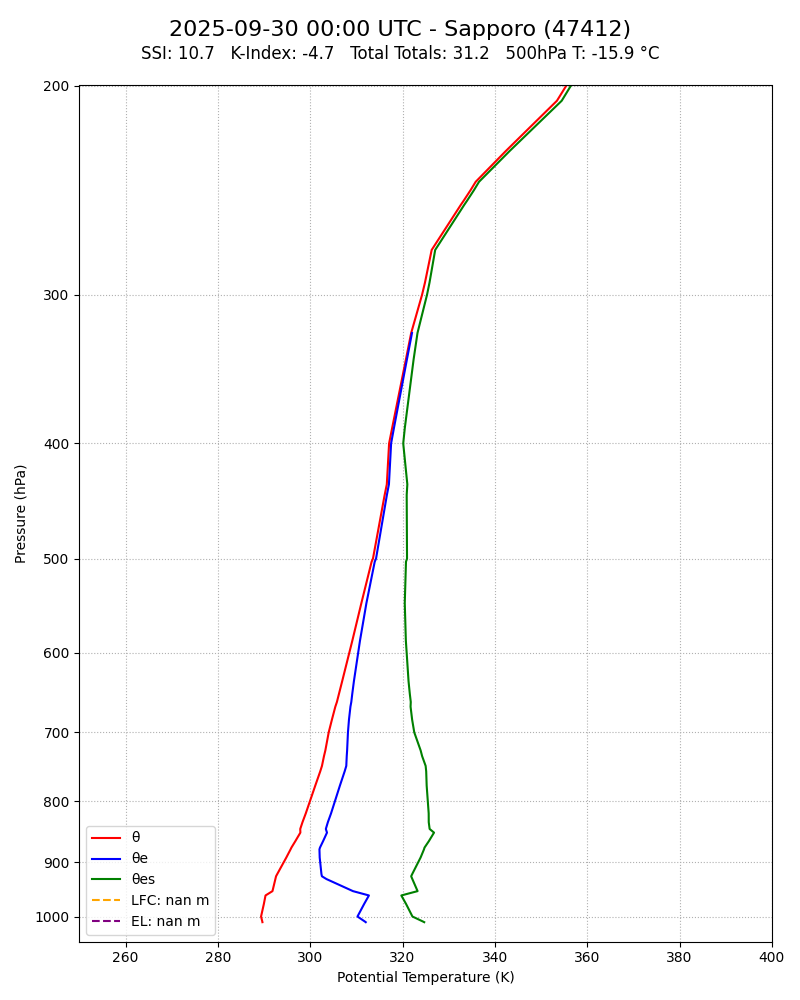 2025-09-30 00:00 UTC - Sapporo (47412)
SSI: 10.7   K-Index: -4.7   Total Totals: 31.2   500hPa T: -15.9 °C
200
300
400
500
600
700
800
900
1000
Pressure (hPa)
θ
θe
θes
LFC: nan m
EL: nan m
260 280 300 320 340 360 380 400
Potential Temperature (K)